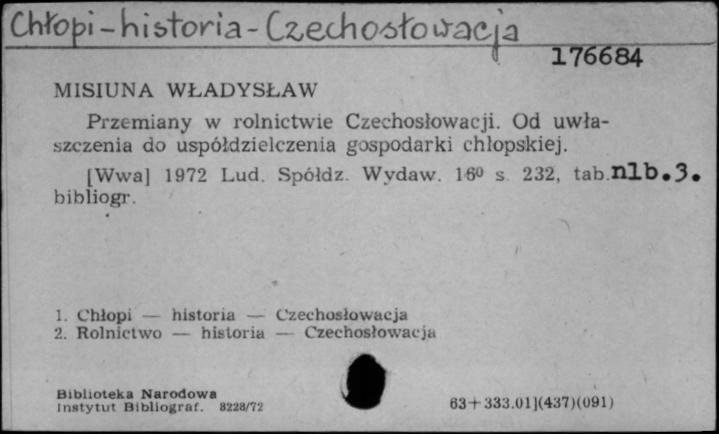 Chłopi - historia - Czechosłowacja
176684
MISIUNA WŁADYSŁAW
Przemiany w rolnictwie Czechosłowacji. Od uwła-
szczenia do uspółdzielczenia gospodarki chłopskiej.
[Wwa] 1972 Lud. Spółdz. Wydaw. 16⁰ s. 232, tab. nlb. 3.
bibliogr.
1. Chłopi — historia — Czechosłowacja
2. Rolnictwo — historia — Czechosłowacja
Biblioteka Narodowa
Instytut Bibliograf. 8228/72
63+333.01](437)(091)